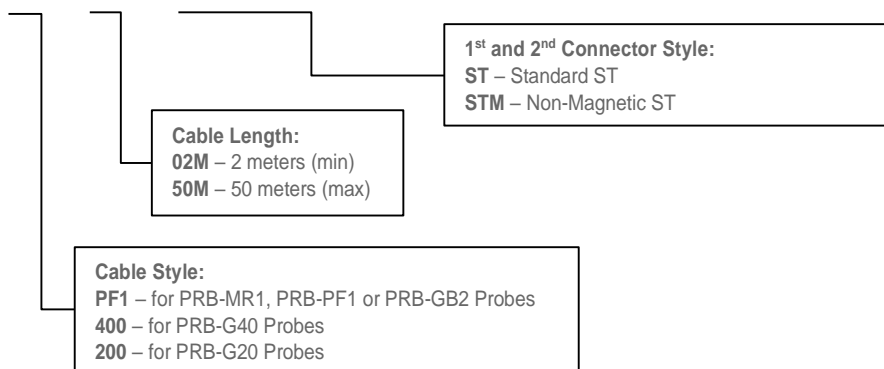 1st and 2nd Connector Style:
ST – Standard ST
STM – Non-Magnetic ST
Cable Length:
02M – 2 meters (min)
50M – 50 meters (max)
Cable Style:
PF1 – for PRB-MR1, PRB-PF1 or PRB-GB2 Probes
400 – for PRB-G40 Probes
200 – for PRB-G20 Probes